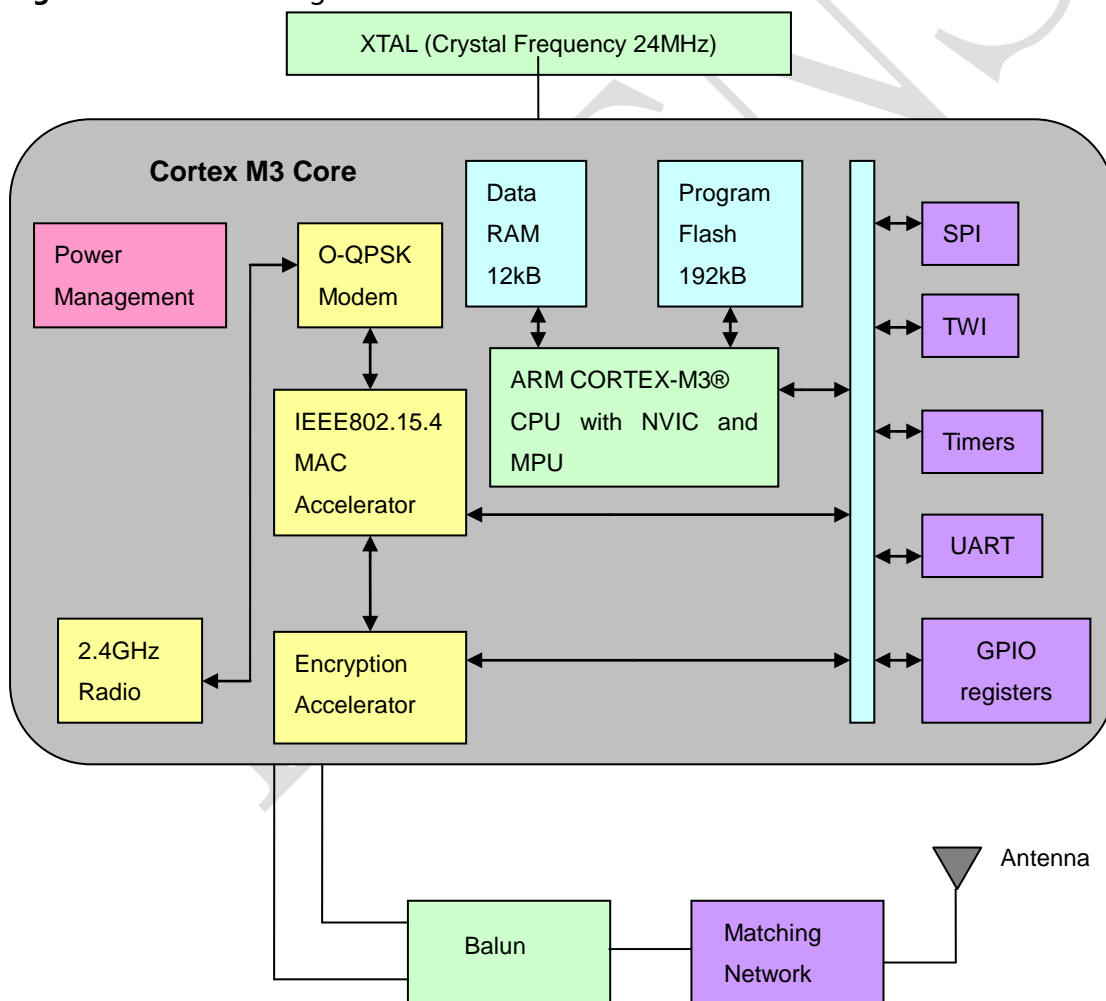 XTAL (Crystal Frequency 24MHz)
Cortex M3 Core
Power
Management
O-QPSK
Modem
Data
RAM
12kB
Program
Flash
192kB
SPI
TWI
ARM CORTEX-M3®
CPU with NVIC and
MPU
IEEE802.15.4
MAC
Accelerator
Timers
UART
2.4GHz
Radio
Encryption
Accelerator
GPIO
registers
Antenna
Balun
Matching
Network